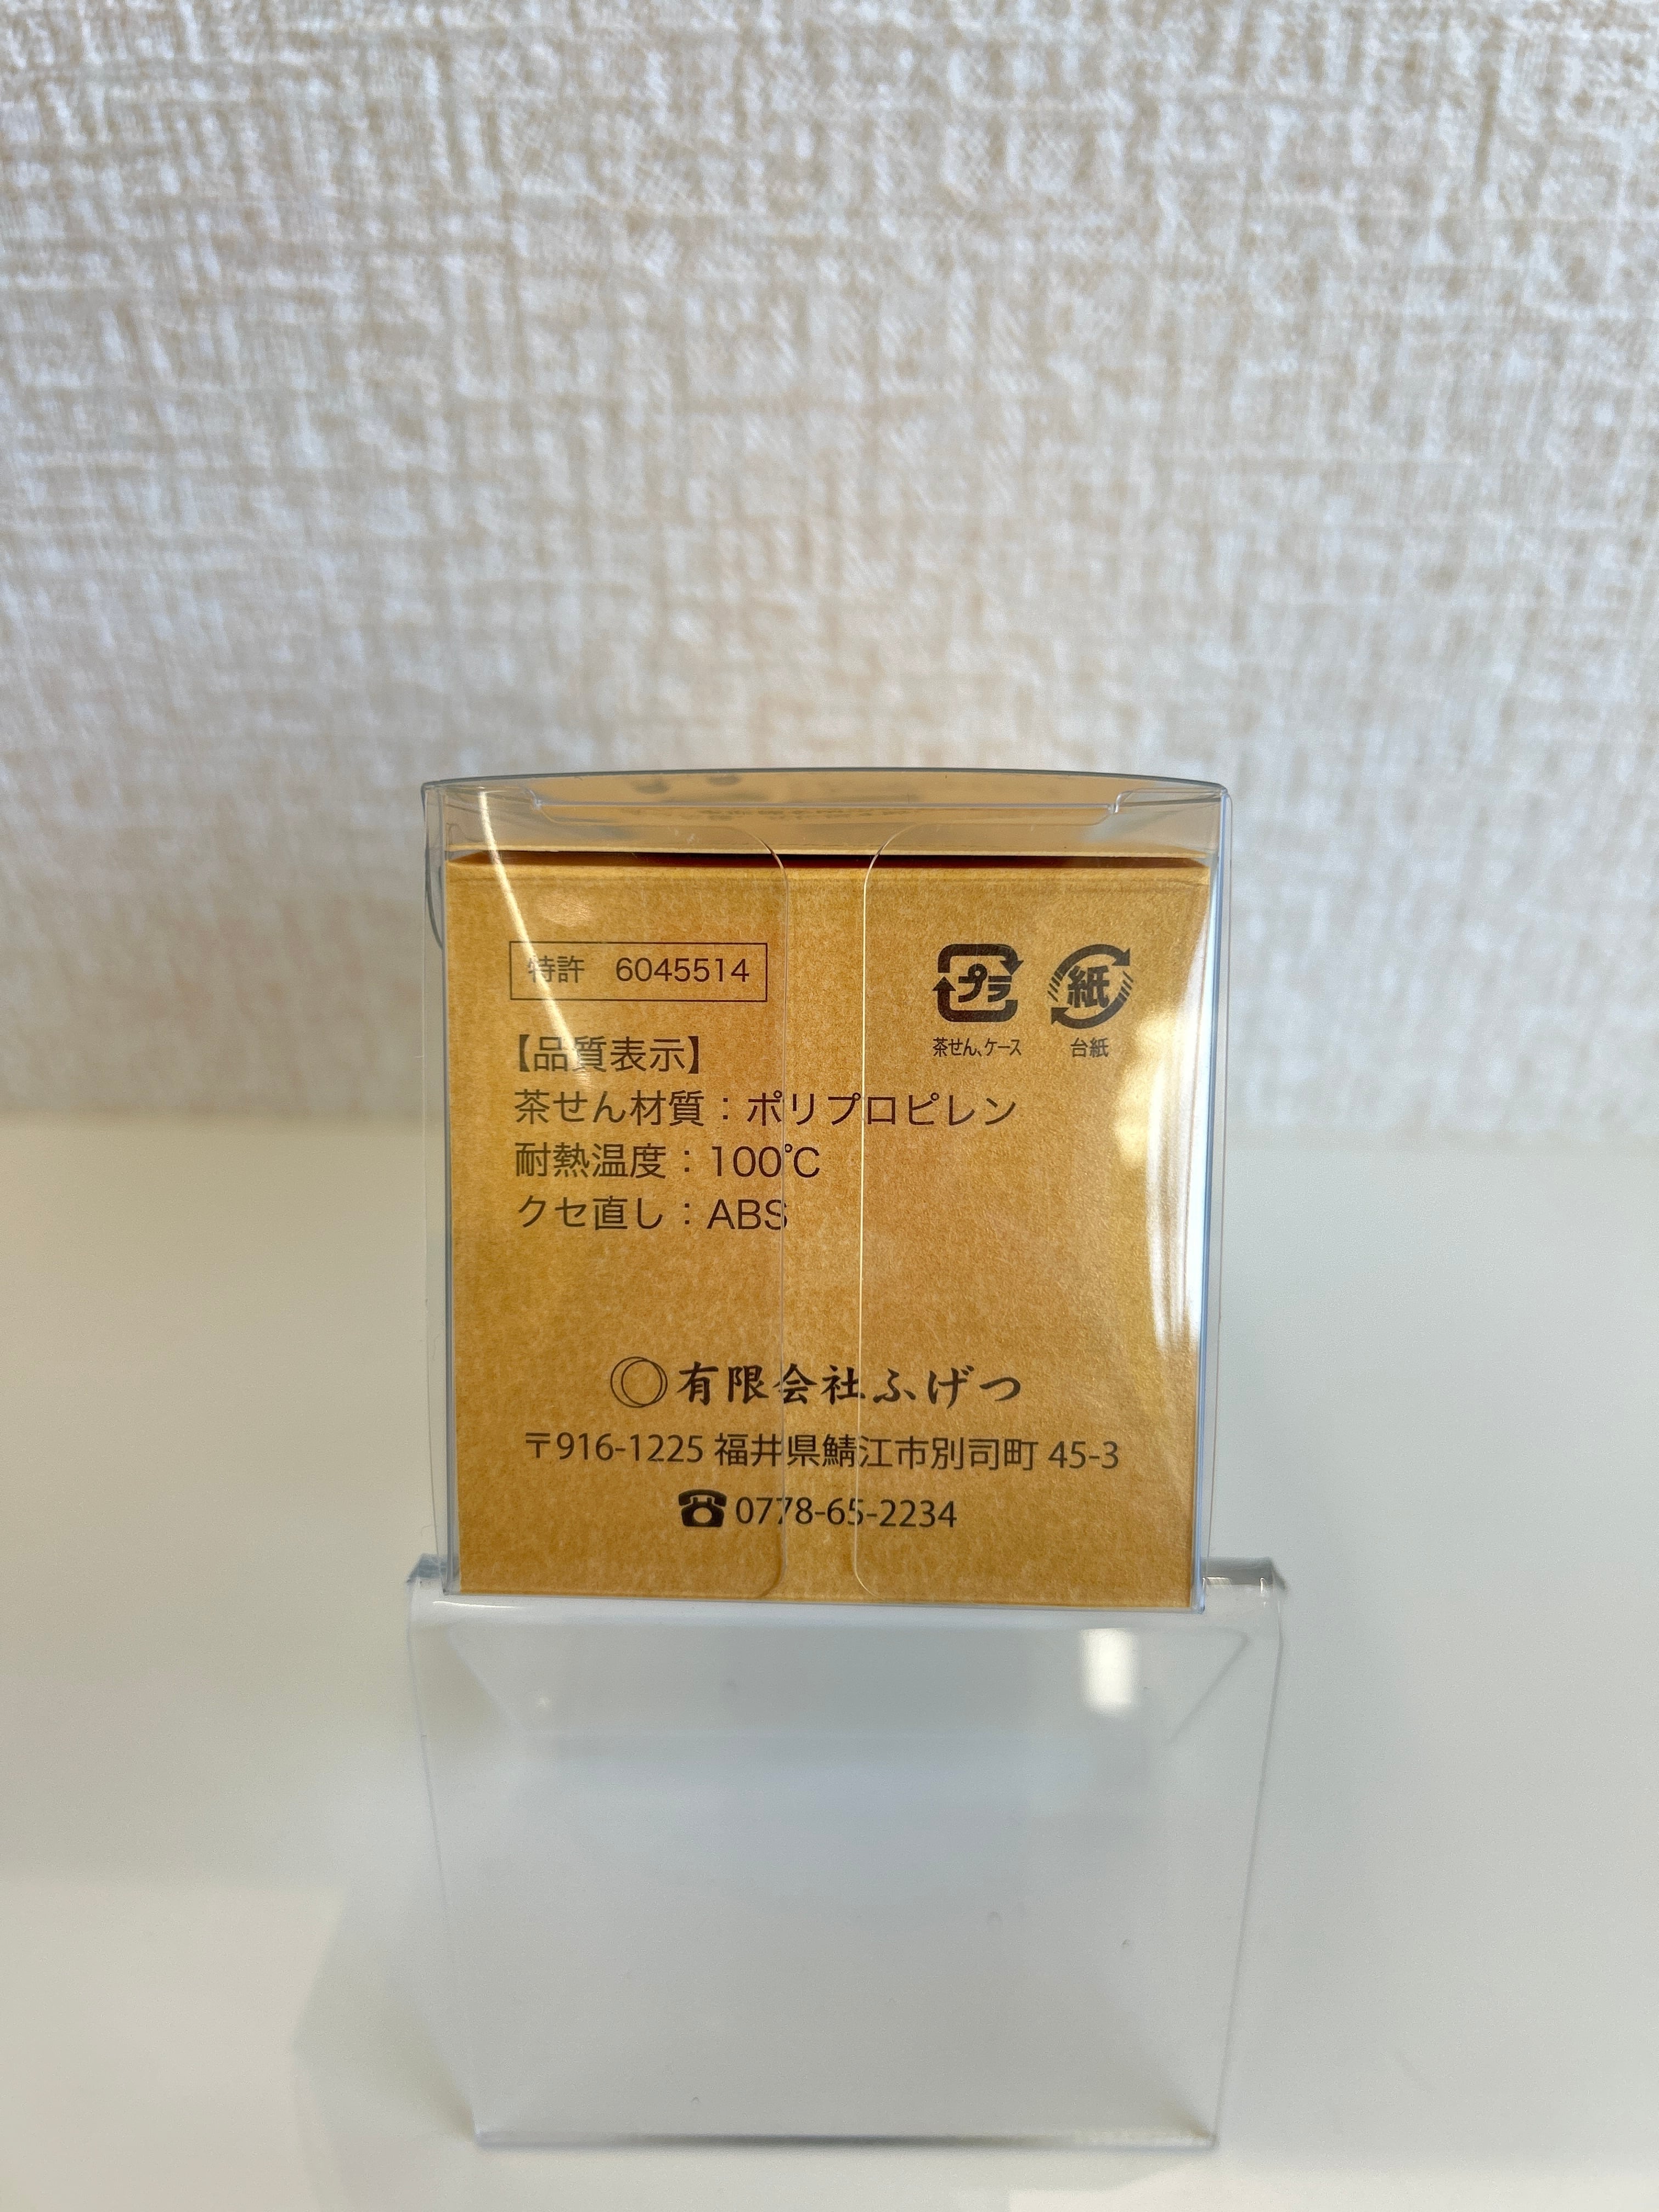 特許 6045514
プラ
紙
茶せん、ケース
台紙
【品質表示】
茶せん材質：ポリプロピレン
耐熱温度：100℃
クセ直し：ABS
有限会社ふげつ
〒916-1225 福井県鯖江市別司町 45-3
☎0778-65-2234